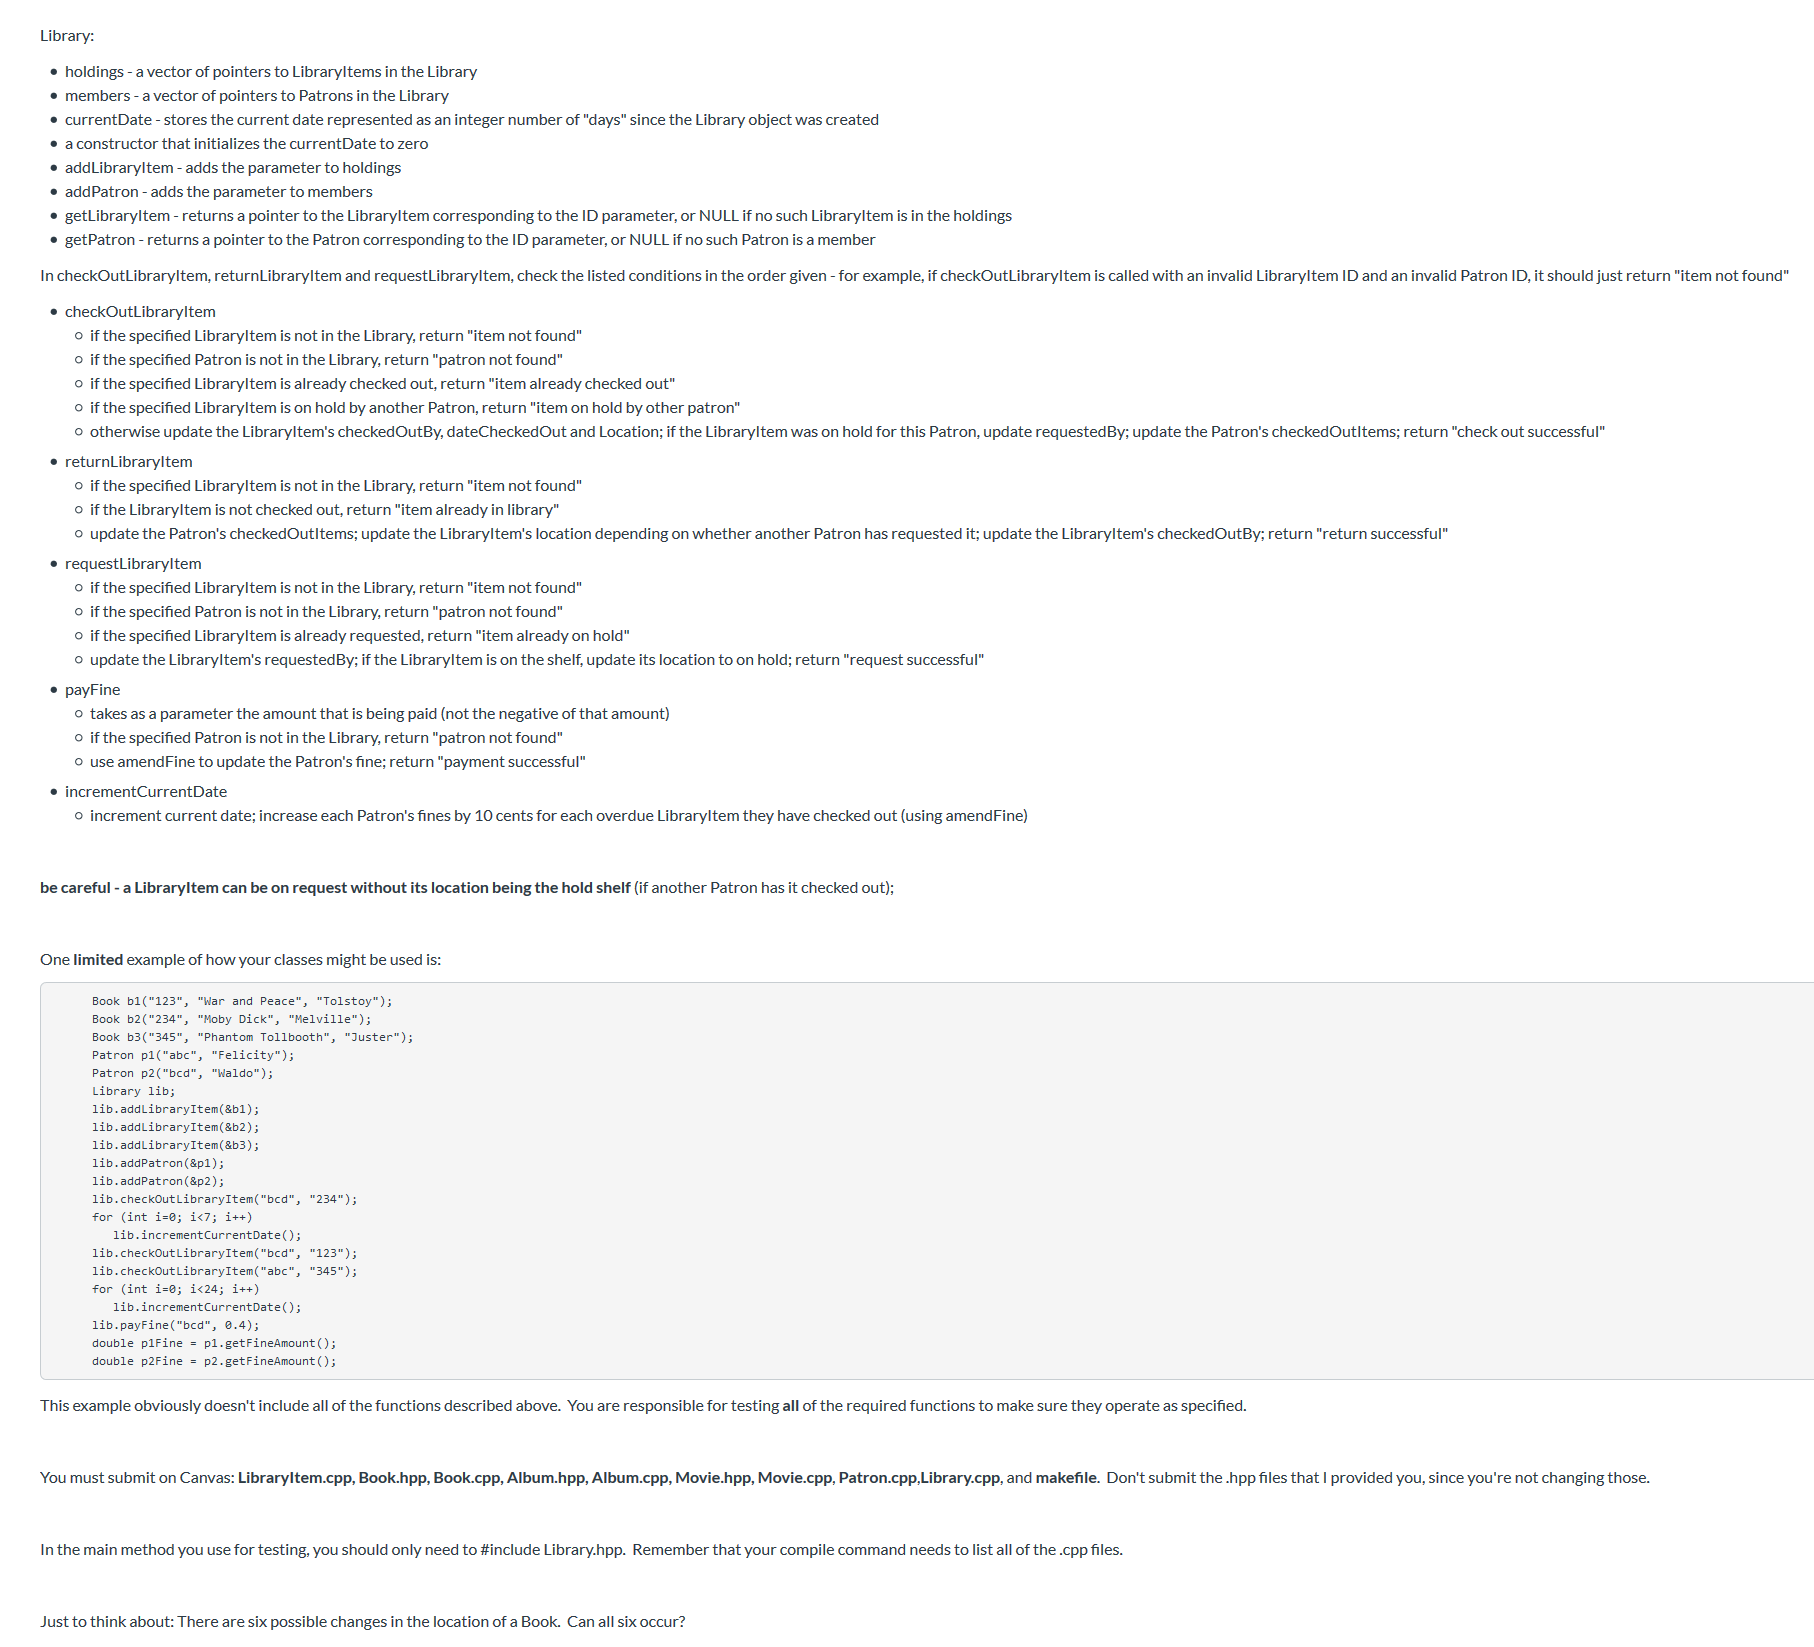 Library:
• holdings - a vector of pointers to LibraryItems in the Library
• members - a vector of pointers to Patrons in the Library
• currentDate - stores the current date represented as an integer number of "days" since the Library object was created
• a constructor that initializes the currentDate to zero
• addLibraryItem - adds the parameter to holdings
• addPatron - adds the parameter to members
• getLibraryItem - returns a pointer to the LibraryItem corresponding to the ID parameter, or NULL if no such LibraryItem is in the holdings
• getPatron - returns a pointer to the Patron corresponding to the ID parameter, or NULL if no such Patron is a member
In checkOutLibraryItem, returnLibraryItem and requestLibraryItem, check the listed conditions in the order given - for example, if checkOutLibraryItem is called with an invalid LibraryItem ID and an invalid Patron ID, it should just return "item not found"
• checkOutLibraryItem
○ if the specified LibraryItem is not in the Library, return "item not found"
○ if the specified Patron is not in the Library, return "patron not found"
○ if the specified LibraryItem is already checked out, return "item already checked out"
○ if the specified LibraryItem is on hold by another Patron, return "item on hold by other patron"
○ otherwise update the LibraryItem's checkedOutBy, dateCheckedOut and Location; if the LibraryItem was on hold for this Patron, update requestedBy; update the Patron's checkedOutItems; return "check out successful"
• returnLibraryItem
○ if the specified LibraryItem is not in the Library, return "item not found"
○ if the LibraryItem is not checked out, return "item already in library"
○ update the Patron's checkedOutItems; update the LibraryItem's location depending on whether another Patron has requested it; update the LibraryItem's checkedOutBy; return "return successful"
• requestLibraryItem
○ if the specified LibraryItem is not in the Library, return "item not found"
○ if the specified Patron is not in the Library, return "patron not found"
○ if the specified LibraryItem is already requested, return "item already on hold"
○ update the LibraryItem's requestedBy; if the LibraryItem is on the shelf, update its location to on hold; return "request successful"
• payFine
○ takes as a parameter the amount that is being paid (not the negative of that amount)
○ if the specified Patron is not in the Library, return "patron not found"
○ use amendFine to update the Patron's fine; return "payment successful"
• incrementCurrentDate
○ increment current date; increase each Patron's fines by 10 cents for each overdue LibraryItem they have checked out (using amendFine)
be careful - a LibraryItem can be on request without its location being the hold shelf (if another Patron has it checked out);
One limited example of how your classes might be used is:
Book b1("123", "War and Peace", "Tolstoy");
Book b2("234", "Moby Dick", "Melville");
Book b3("345", "Phantom Tollbooth", "Juster");
Patron p1("abc", "Felicity");
Patron p2("bcd", "Waldo");
Library lib;
lib.addLibraryItem(&b1);
lib.addLibraryItem(&b2);
lib.addLibraryItem(&b3);
lib.addPatron(&p1);
lib.addPatron(&p2);
lib.checkOutLibraryItem("bcd", "234");
for (int i=0; i<7; i++)
   lib.incrementCurrentDate();
lib.checkOutLibraryItem("bcd", "123");
lib.checkOutLibraryItem("abc", "345");
for (int i=0; i<24; i++)
   lib.incrementCurrentDate();
lib.payFine("bcd", 0.4);
double p1Fine = p1.getFineAmount();
double p2Fine = p2.getFineAmount();
This example obviously doesn't include all of the functions described above. You are responsible for testing all of the required functions to make sure they operate as specified.
You must submit on Canvas: LibraryItem.cpp, Book.hpp, Book.cpp, Album.hpp, Album.cpp, Movie.hpp, Movie.cpp, Patron.cpp,Library.cpp, and makefile. Don't submit the .hpp files that I provided you, since you're not changing those.
In the main method you use for testing, you should only need to #include Library.hpp. Remember that your compile command needs to list all of the .cpp files.
Just to think about: There are six possible changes in the location of a Book. Can all six occur?